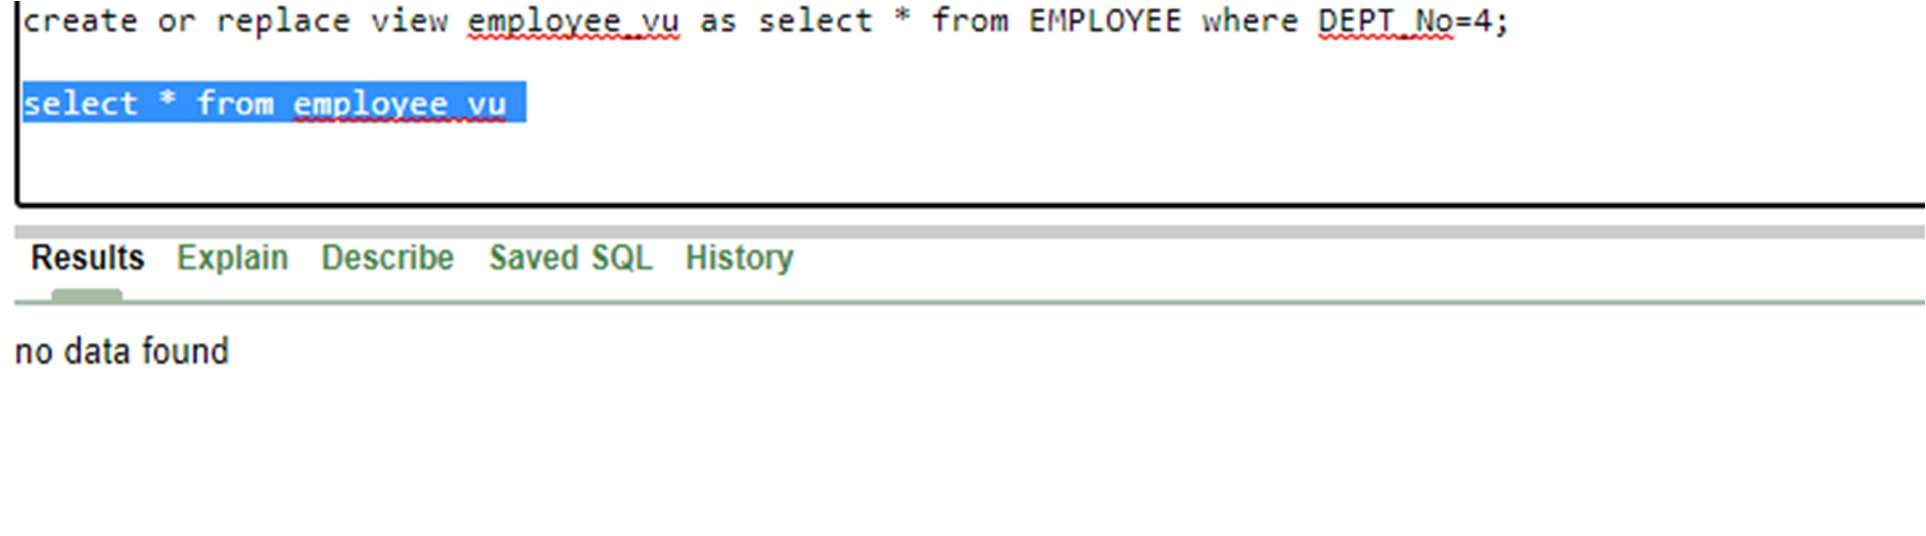 create or replace view employee_vu as select * from EMPLOYEE where DEPT_No=4;
select * from employee_vu
Results Explain Describe Saved SQL History
no data found